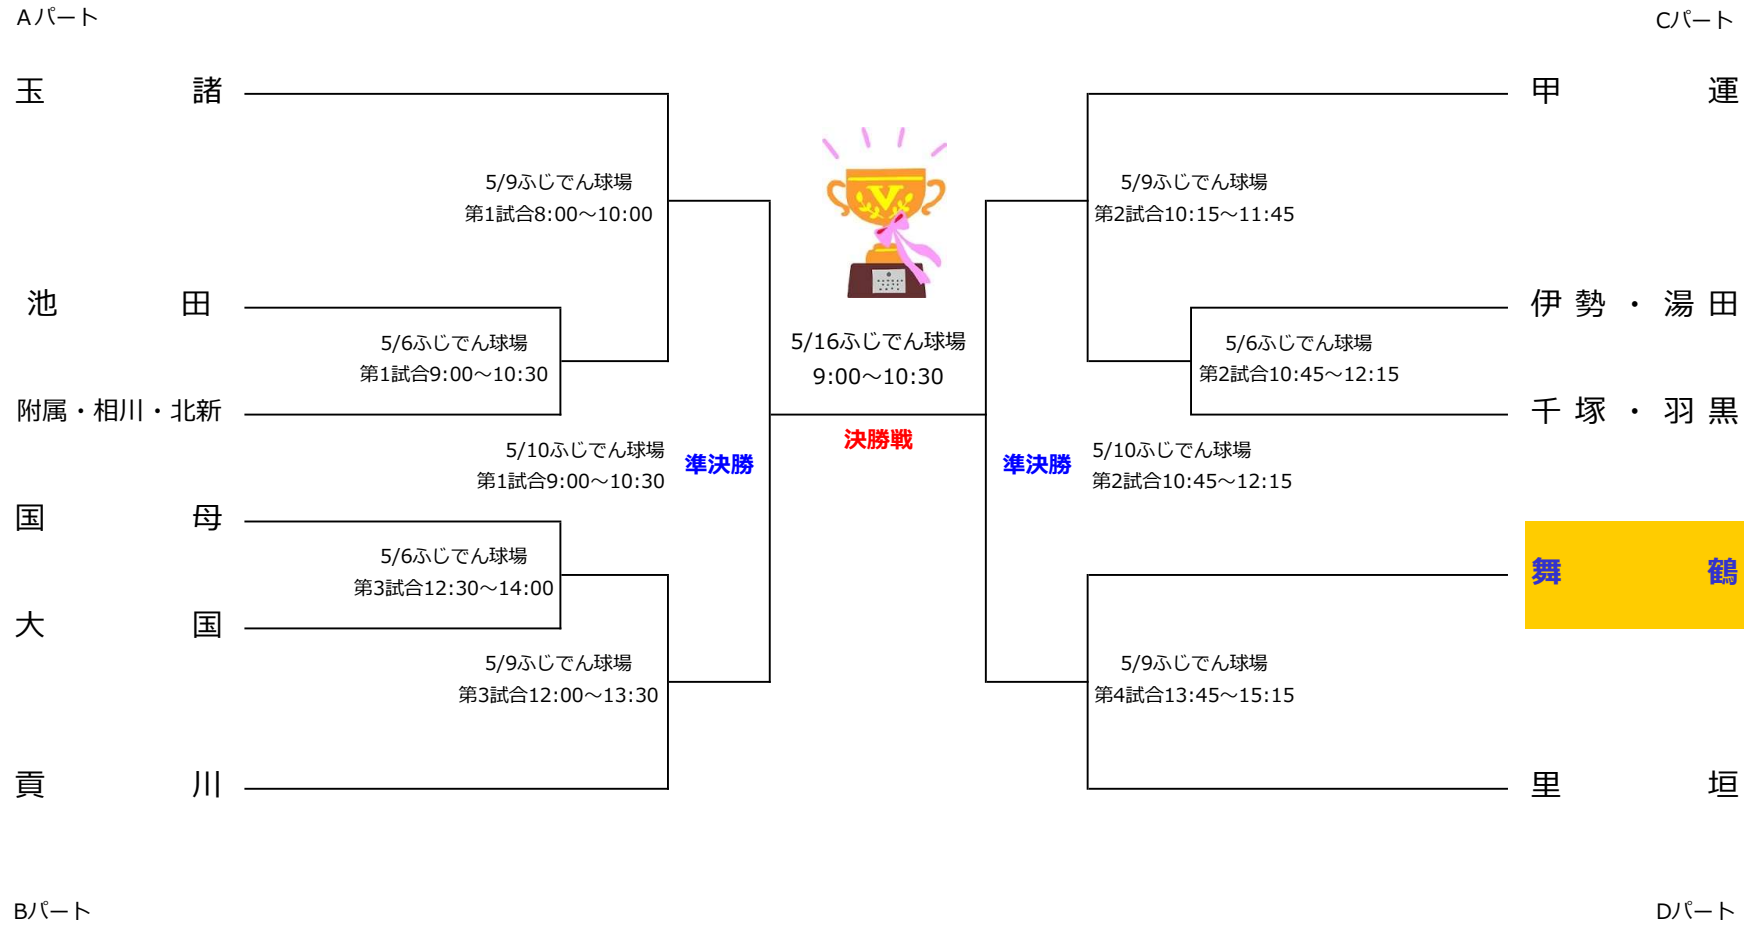 Aパート
Cパート
玉諸
甲運
5/9ふじでん球場
第1試合8:00～10:00
5/9ふじでん球場
第2試合10:15～11:45
V
池田
伊勢・湯田
5/6ふじでん球場
第1試合9:00～10:30
5/16ふじでん球場
9:00～10:30
5/6ふじでん球場
第2試合10:45～12:15
附属・相川・北新
千塚・羽黒
決勝戦
5/10ふじでん球場
第1試合9:00～10:30
準決勝
準決勝
5/10ふじでん球場
第2試合10:45～12:15
国母
5/6ふじでん球場
第3試合12:30～14:00
舞鶴
大国
5/9ふじでん球場
第3試合12:00～13:30
5/9ふじでん球場
第4試合13:45～15:15
貢川
里垣
Bパート
Dパート